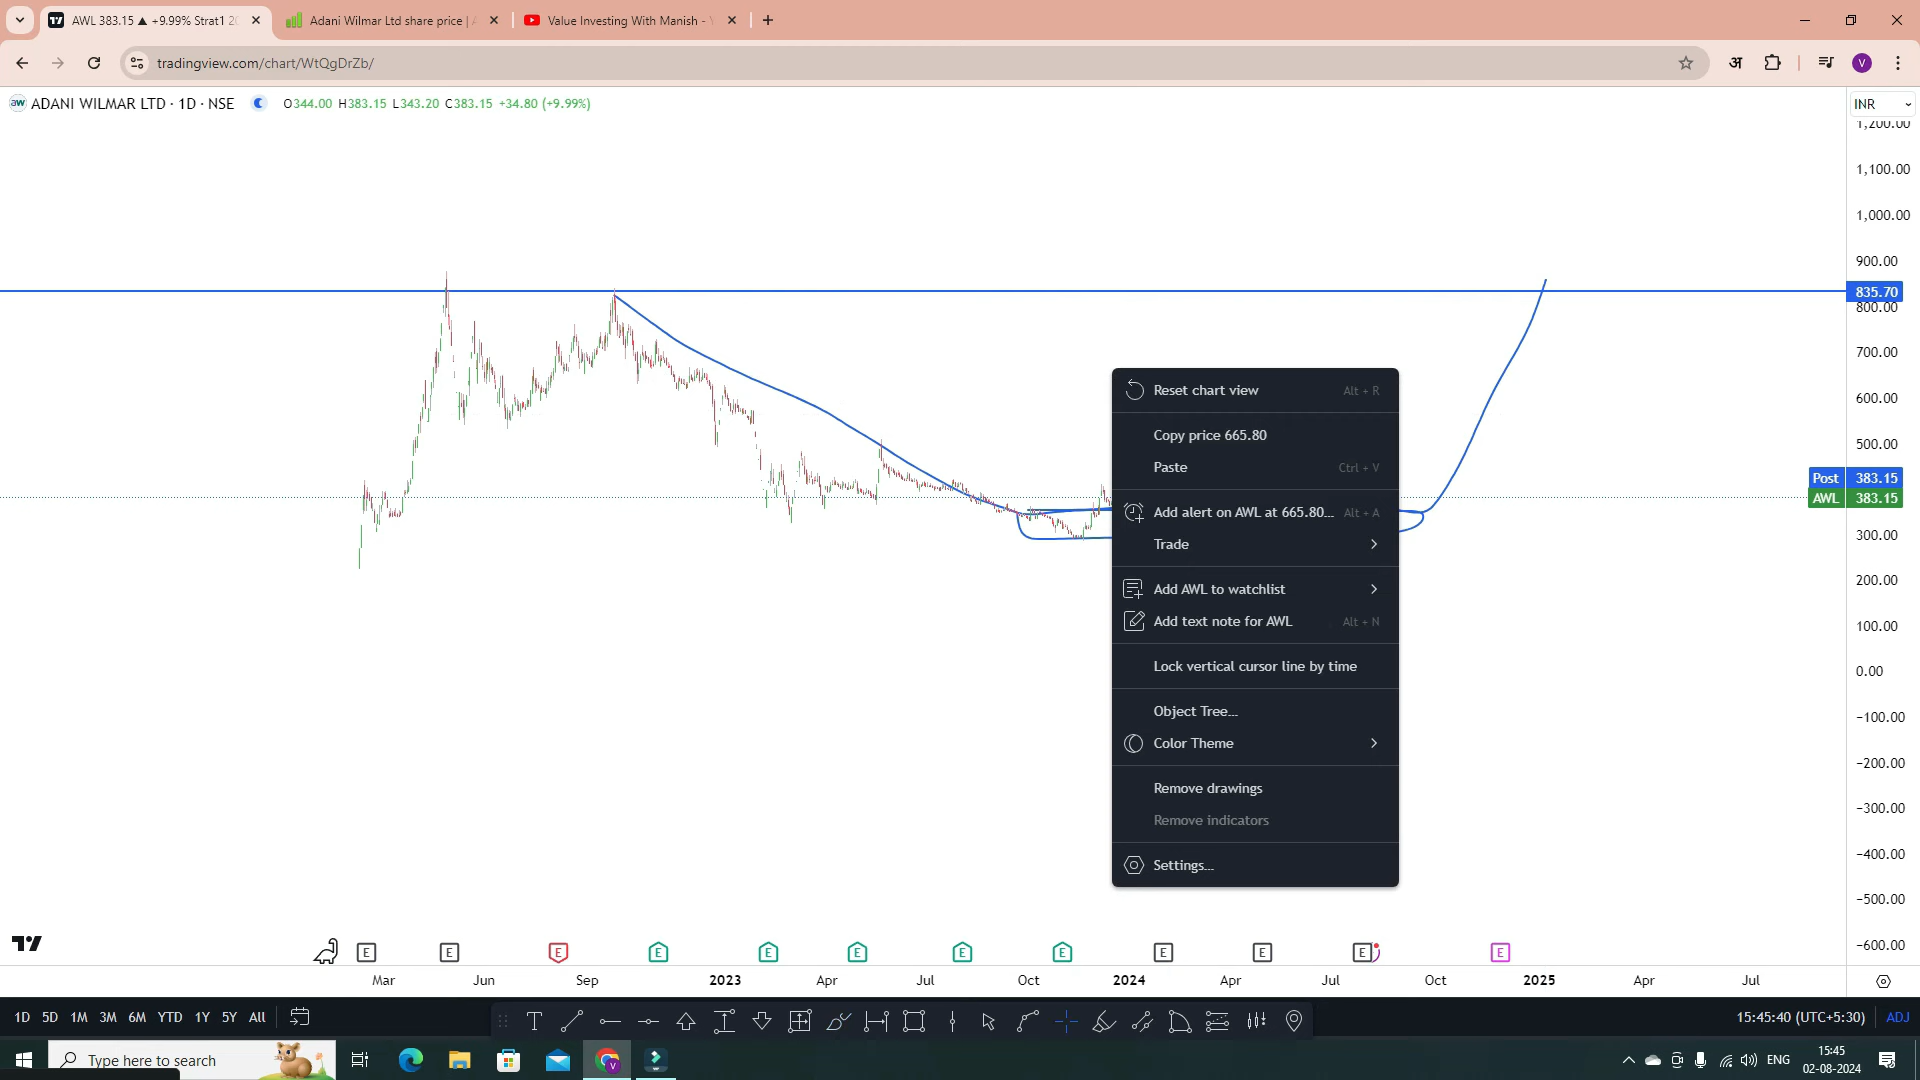 AWL 383.15 ▲ +9.99% Strat1 20
Adani Wilmar Ltd share price |
Value Investing With Manish -
tradingview.com/chart/WtQgDrZb/
अ
V
aw ADANI WILMAR LTD · 1D · NSE O344.00 H383.15 L343.20 C383.15 +34.80 (+9.99%)
INR
1,200.00
1,100.00
1,000.00
900.00
835.70
800.00
700.00
600.00
500.00
Post 383.15
AWL 383.15
300.00
200.00
100.00
0.00
−100.00
−200.00
−300.00
−400.00
−500.00
−600.00
Reset chart view Alt + R
Copy price 665.80
Paste Ctrl + V
Add alert on AWL at 665.80... Alt + A
Trade
Add AWL to watchlist
Add text note for AWL Alt + N
Lock vertical cursor line by time
Object Tree...
Color Theme
Remove drawings
Remove indicators
Settings...
E E E E E E E E E E E E
Mar Jun Sep 2023 Apr Jul Oct 2024 Apr Jul Oct 2025 Apr Jul
1D 5D 1M 3M 6M YTD 1Y 5Y All
15:45:40 (UTC+5:30) ADJ
Type here to search
V
ENG
15:45
02-08-2024